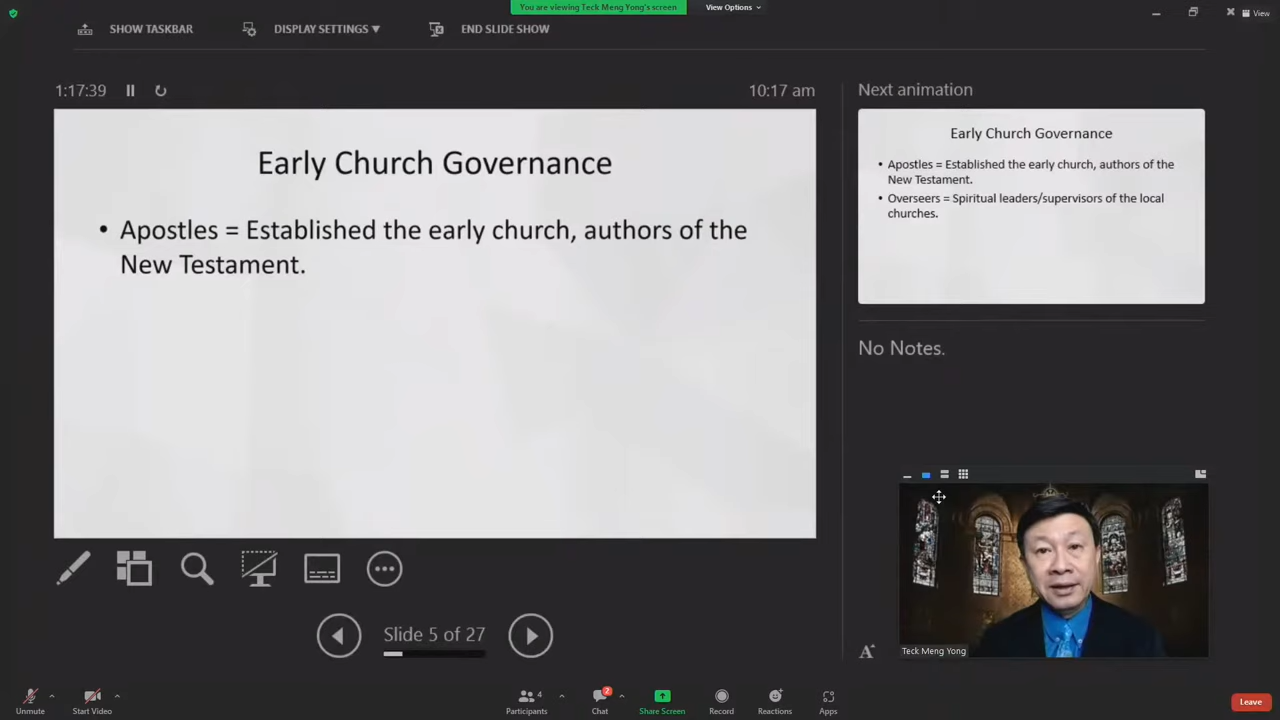 You are viewing Teck Meng Yong's screen
View Options
View
SHOW TASKBAR
DISPLAY SETTINGS
END SLIDE SHOW
1:17:39
10:17 am
Early Church Governance
• Apostles = Established the early church, authors of the
New Testament.
Next animation
Early Church Governance
• Apostles = Established the early church, authors of the
New Testament.
• Overseers = Spiritual leaders/supervisors of the local
churches.
No Notes.
Slide 5 of 27
A
Teck Meng Yong
Unmute
Start Video
4
Participants
2
Chat
Share Screen
Record
Reactions
Apps
Leave